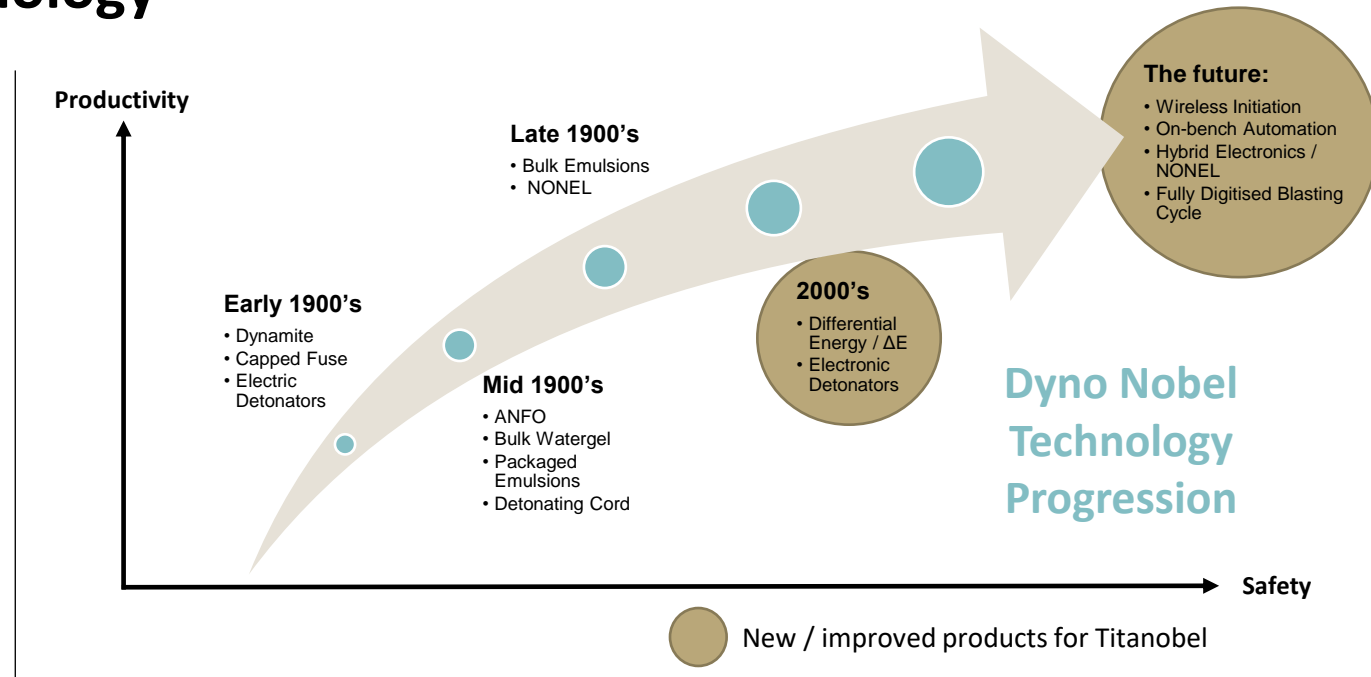 Productivity
Early 1900's
• Dynamite
• Capped Fuse
• Electric
Detonators
Mid 1900's
• ANFO
• Bulk Watergel
• Packaged
Emulsions
• Detonating Cord
Late 1900's
• Bulk Emulsions
• NONEL
2000's
• Differential
Energy / ΔE
• Electronic
Detonators
The future:
• Wireless Initiation
• On-bench Automation
• Hybrid Electronics /
NONEL
• Fully Digitised Blasting
Cycle
Dyno Nobel
Technology
Progression
Safety
New / improved products for Titanobel